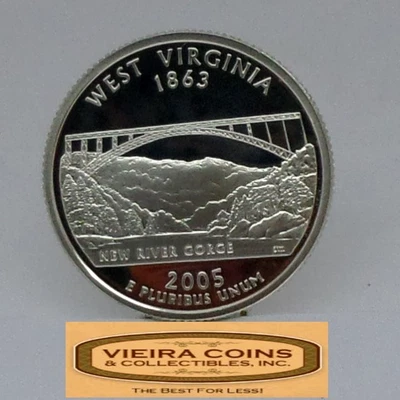 WEST VIRGINIA
1863
NEW RIVER GORGE
2005
E PLURIBUS UNUM
VIEIRA COINS
& COLLECTIBLES, INC.
THE BEST FOR LESS!